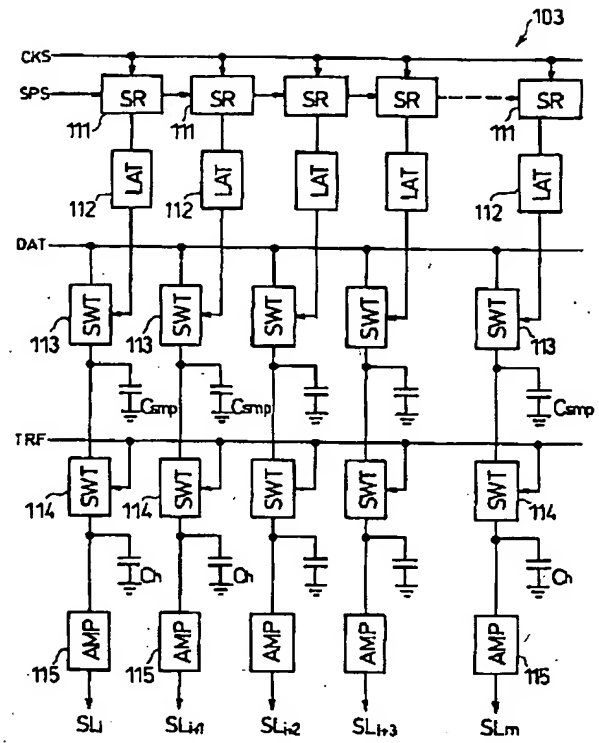 103
CKS
SPS
SR SR SR SR SR
111 111 111
LAT LAT LAT LAT LAT
112 112 112
DAT
SWT SWT SWT SWT SWT
113 113 113
Csmp Csmp Csmp
TRF
SWT SWT SWT SWT SWT
114 114 114
Ch Ch Ch
AMP AMP AMP AMP AMP
115 115 115
SLi SLi+1 SLi+2 SLi+3 SLm